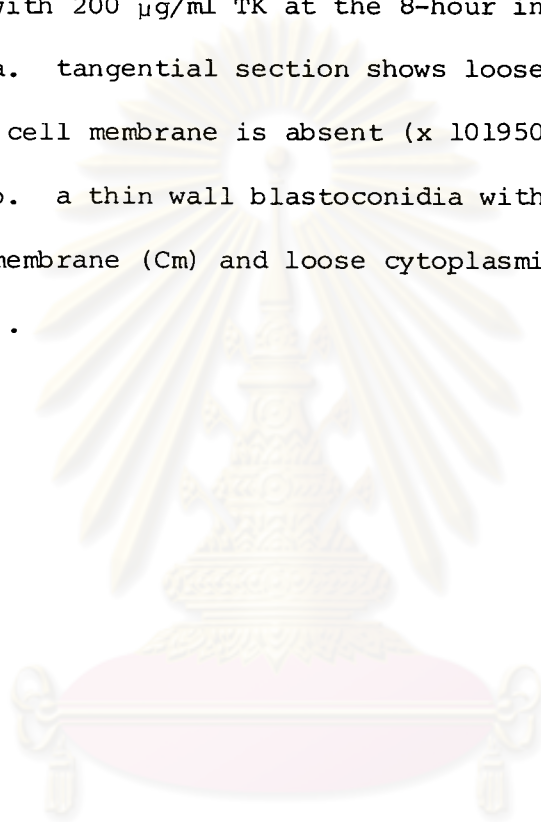 with 200 µg/ml TK at the 8-hour in
a. tangential section shows loose
cell membrane is absent (x 101950
b. a thin wall blastoconidia with
membrane (Cm) and loose cytoplasmi
.